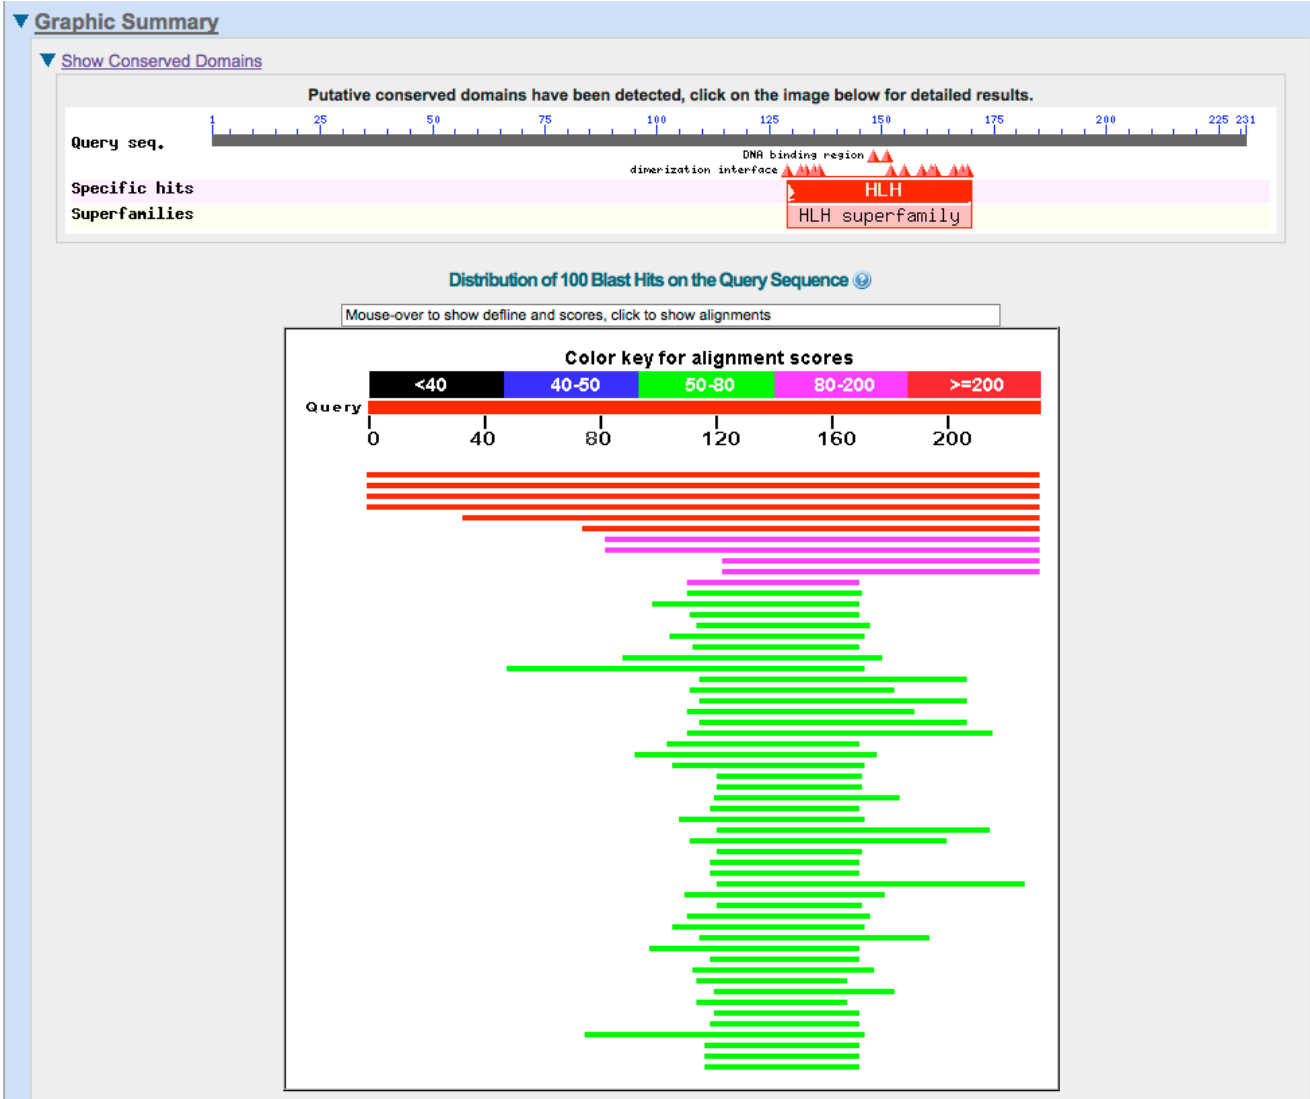 Graphic Summary
Show Conserved Domains
Putative conserved domains have been detected, click on the image below for detailed results.
1 25 50 75 100 125 150 175 200 225 231
Query seq.
DNA binding region
dimerization interface
Specific hits HLH
Superfamilies HLH superfamily
Distribution of 100 Blast Hits on the Query Sequence ?
Mouse-over to show defline and scores, click to show alignments
Color key for alignment scores
<40 40-50 50-80 80-200 >=200
Query
0 40 80 120 160 200